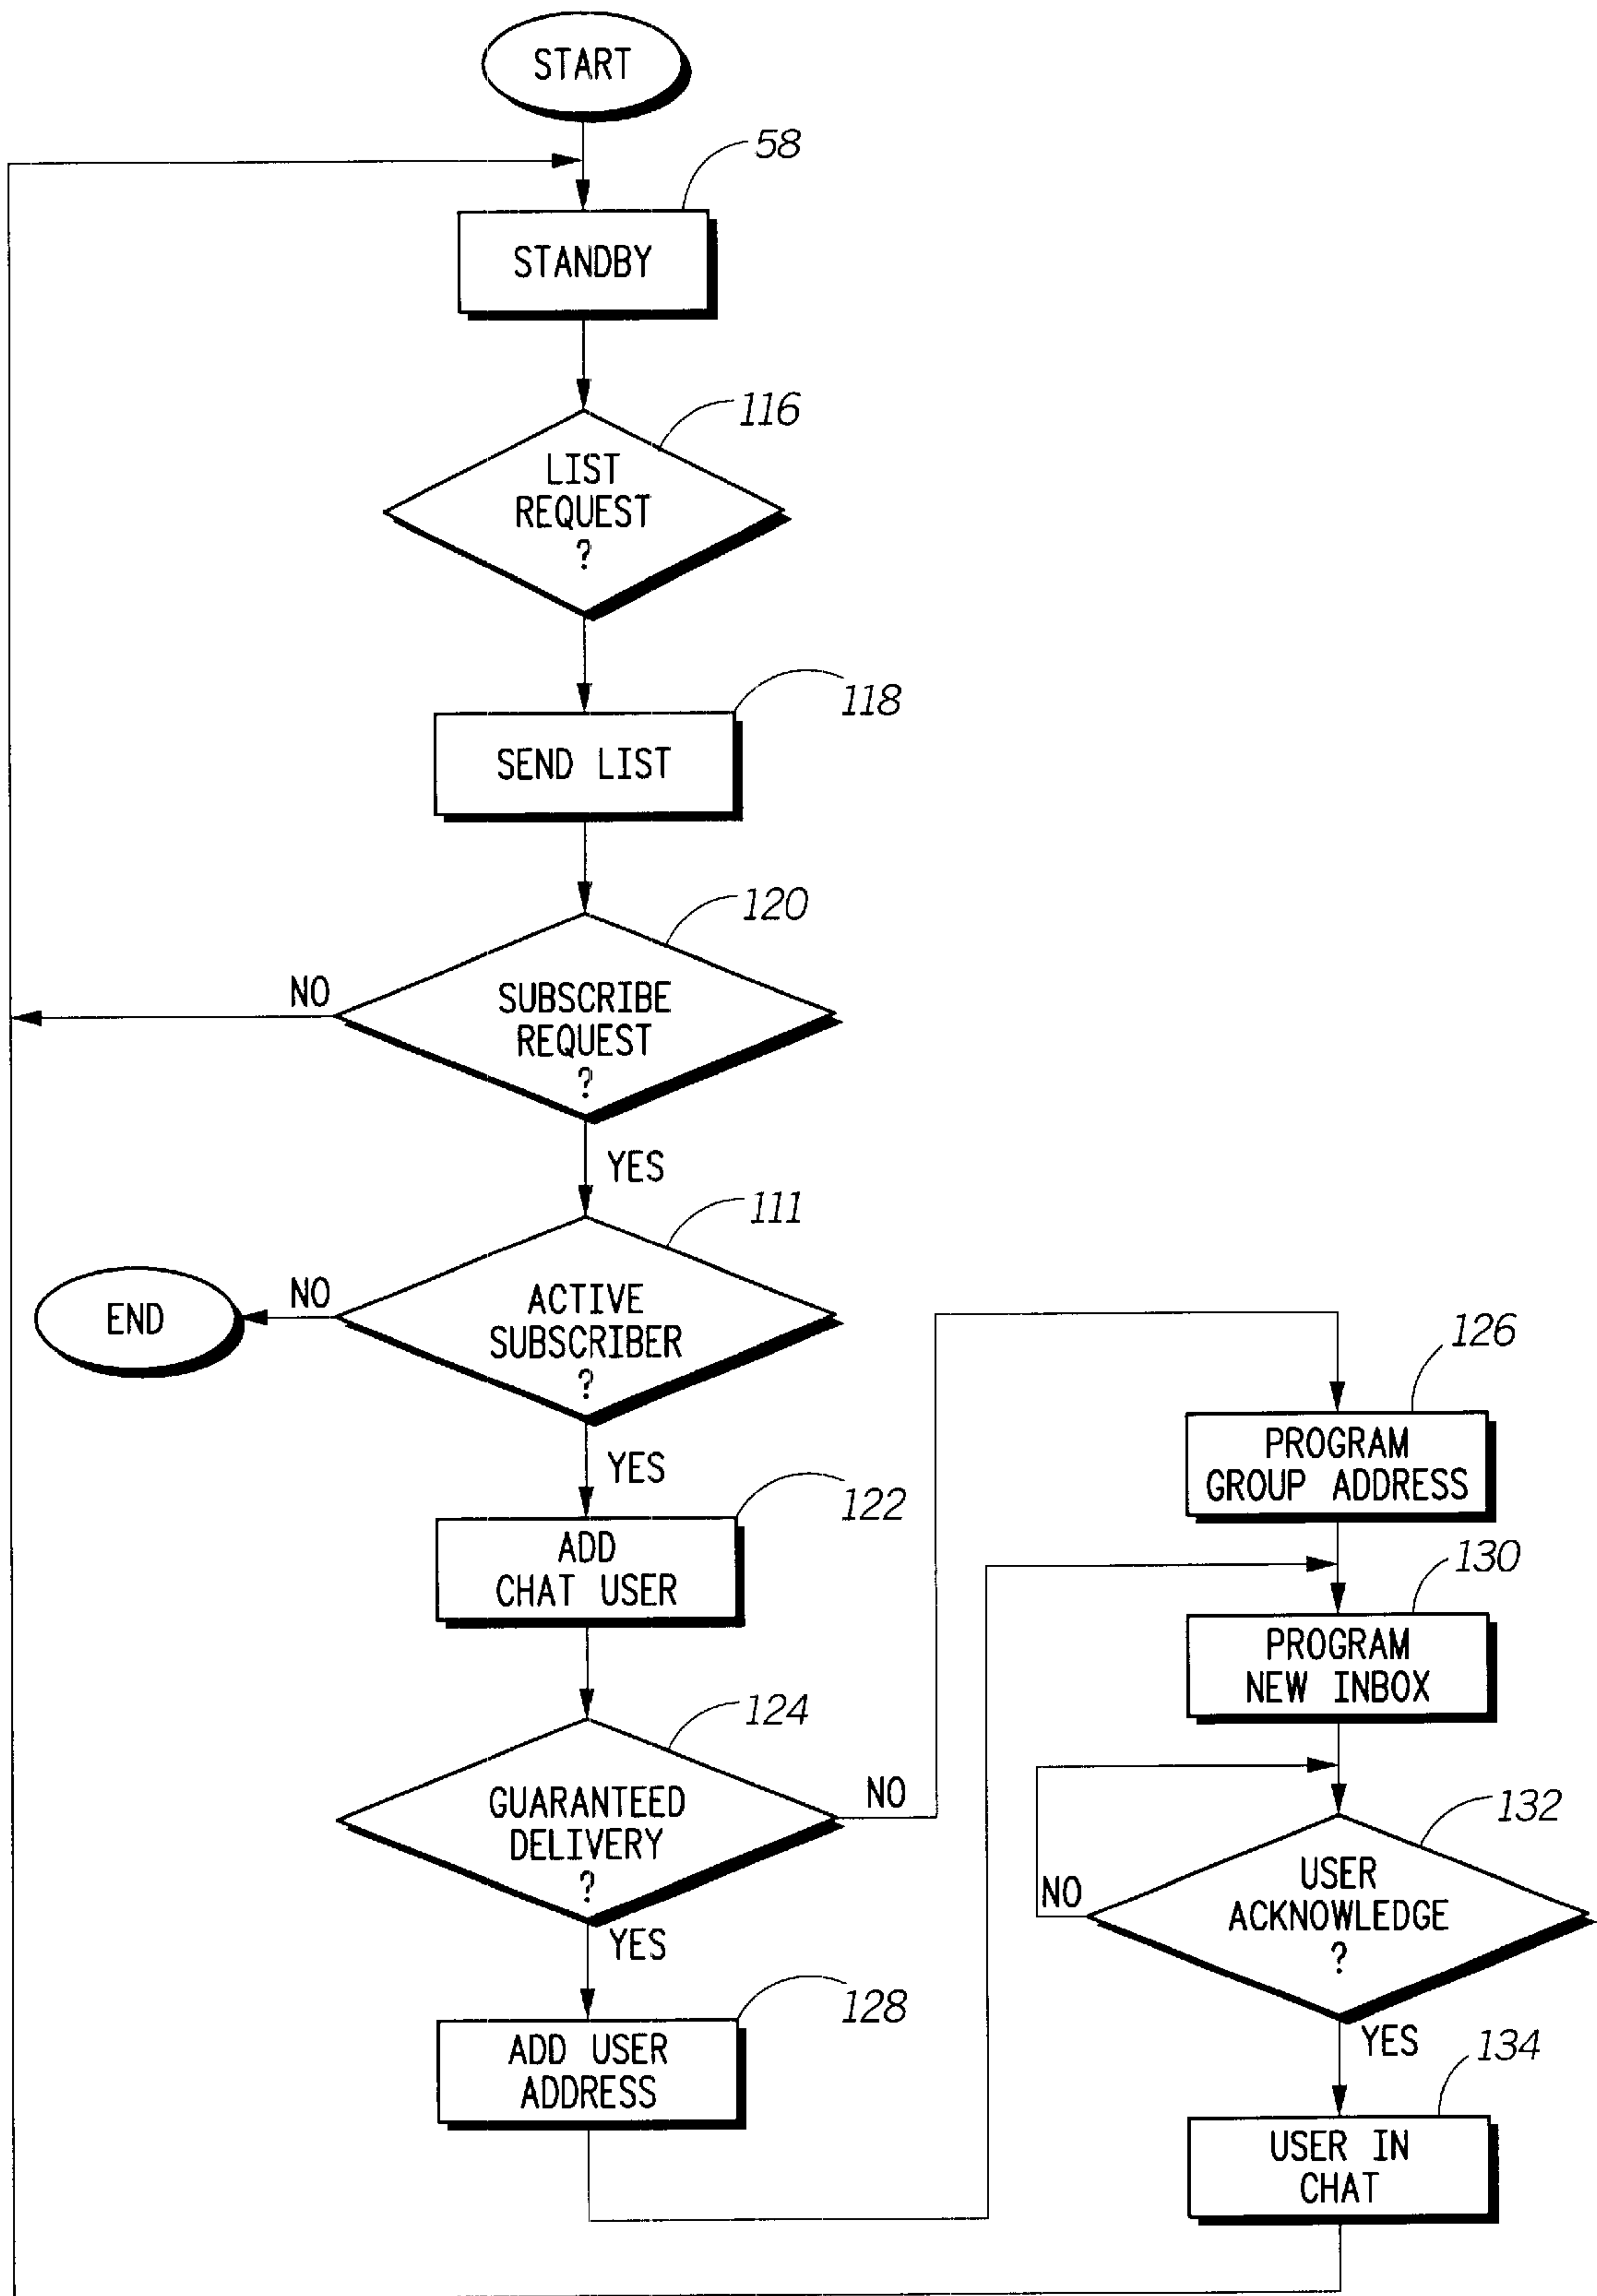 START
58
STANDBY
116
LIST
REQUEST
?
118
SEND LIST
120
NO
SUBSCRIBE
REQUEST
?
YES
111
END
NO
ACTIVE
SUBSCRIBER
?
YES
122
ADD
CHAT USER
124
GUARANTEED
DELIVERY
?
NO
YES
128
ADD USER
ADDRESS
126
PROGRAM
GROUP ADDRESS
130
PROGRAM
NEW INBOX
132
NO
USER
ACKNOWLEDGE
?
YES
134
USER IN
CHAT